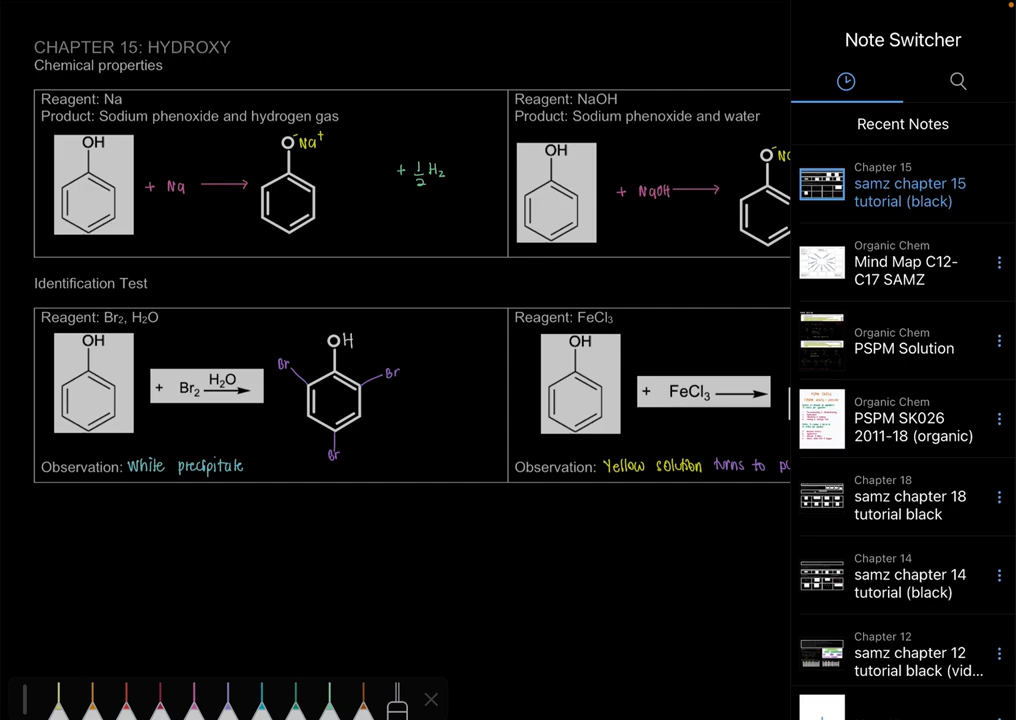 CHAPTER 15: HYDROXY
Chemical properties
Reagent: Na
Product: Sodium phenoxide and hydrogen gas
OH
+ Na
O⁻Na⁺
+ ½ H₂
Reagent: NaOH
Product: Sodium phenoxide and water
OH
+ NaOH
O⁻
Identification Test
Reagent: Br₂, H₂O
OH
+ Br₂ H₂O
OH
Br
Br
Br
Observation: White precipitate
Reagent: FeCl₃
OH
+ FeCl₃
Observation: Yellow solution turns to
Note Switcher
Recent Notes
Chapter 15
samz chapter 15
tutorial (black)
Organic Chem
Mind Map C12-
C17 SAMZ
Organic Chem
PSPM Solution
Organic Chem
PSPM SK026
2011-18 (organic)
Chapter 18
samz chapter 18
tutorial black
Chapter 14
samz chapter 14
tutorial (black)
Chapter 12
samz chapter 12
tutorial black (vid...